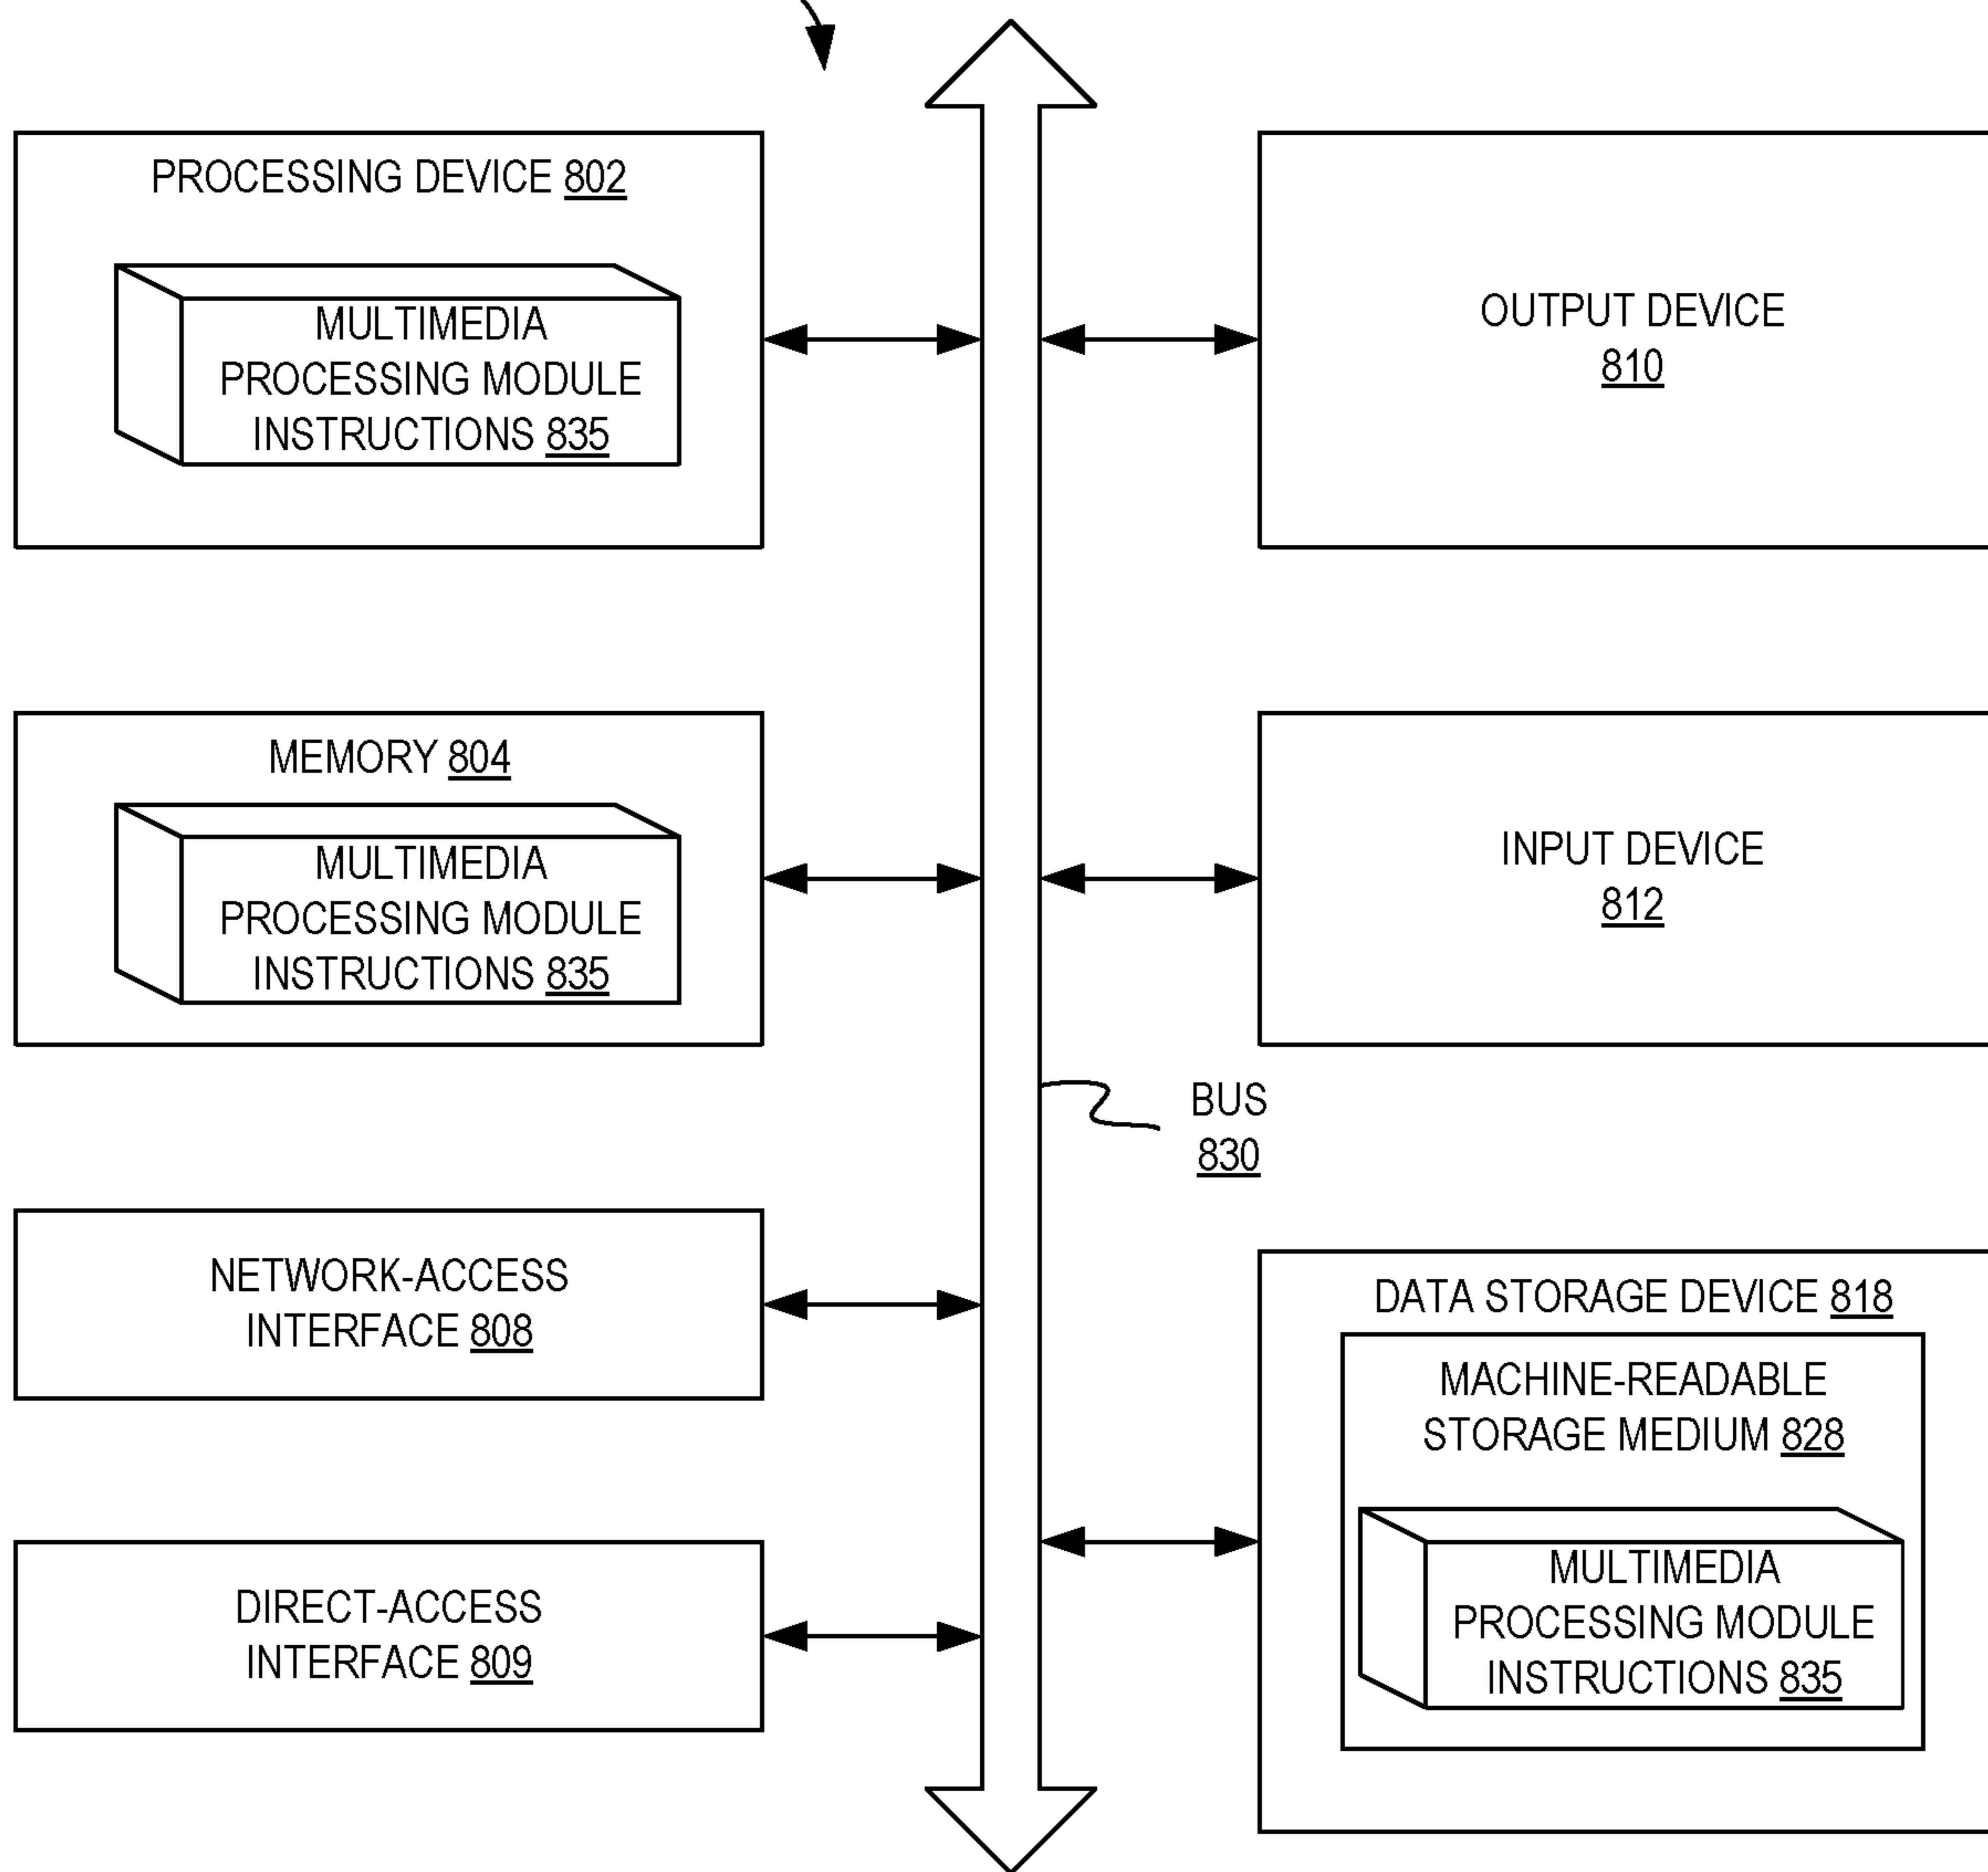 PROCESSING DEVICE 802
MULTIMEDIA
PROCESSING MODULE
INSTRUCTIONS 835
OUTPUT DEVICE
810
MEMORY 804
MULTIMEDIA
PROCESSING MODULE
INSTRUCTIONS 835
INPUT DEVICE
812
BUS
830
NETWORK-ACCESS
INTERFACE 808
DIRECT-ACCESS
INTERFACE 809
DATA STORAGE DEVICE 818
MACHINE-READABLE
STORAGE MEDIUM 828
MULTIMEDIA
PROCESSING MODULE
INSTRUCTIONS 835